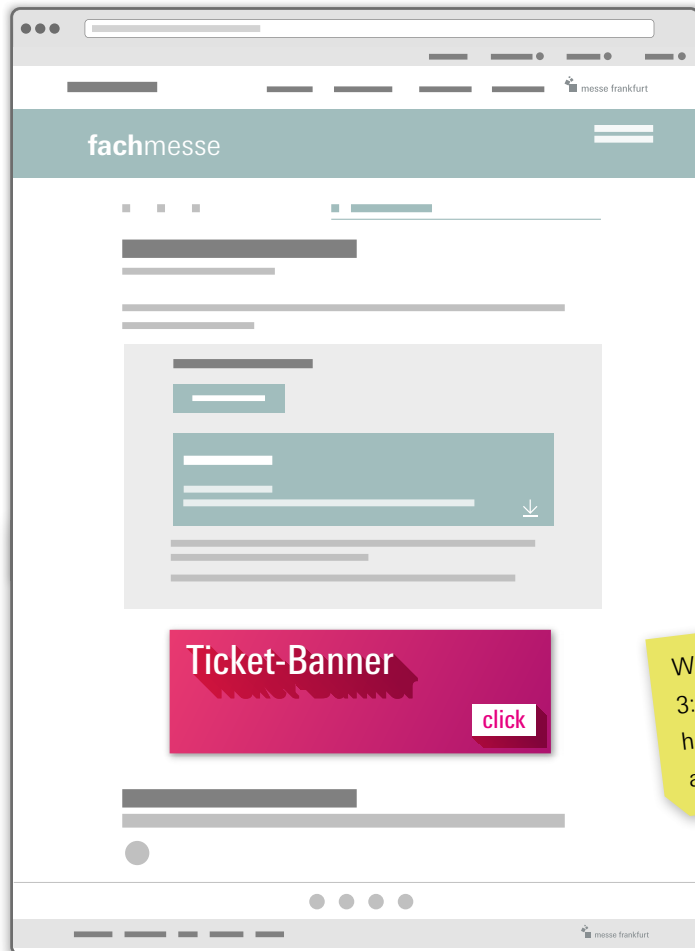 messe frankfurt
fachmesse
Ticket-Banner
click
3:
messe frankfurt